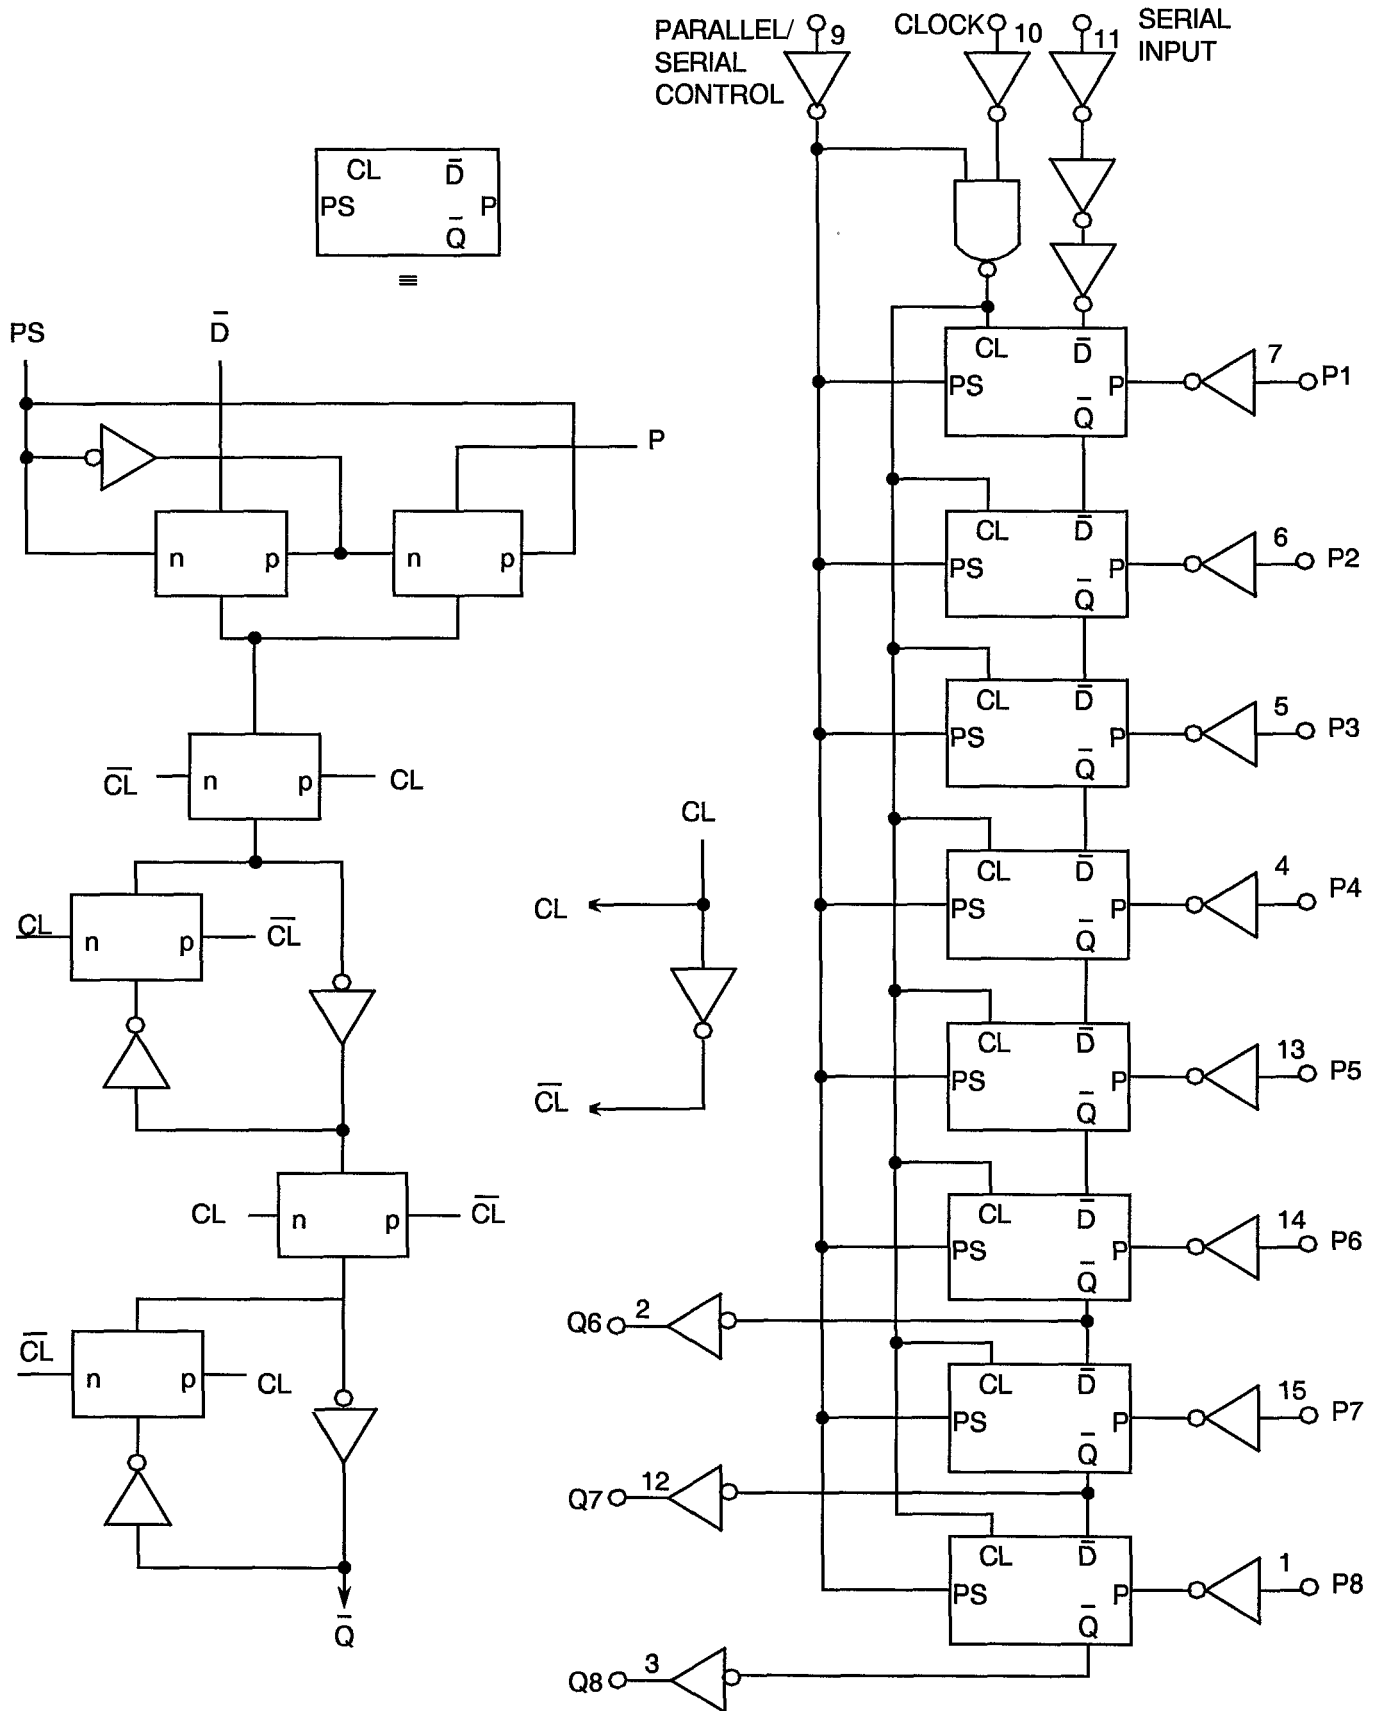 PARALLEL/
SERIAL
CONTROL
9
CLOCK
10
11
SERIAL
INPUT
CL D̅
PS P
Q̅
≡
PS
D̅
P
n p
n p
C̅L̅ n p CL
CL n p C̅L̅
CL n p C̅L̅
C̅L̅ n p CL
Q̅
CL
CL
C̅L̅
CL D̅
PS P
Q̅
7 P1
CL D̅
PS P
Q̅
6 P2
CL D̅
PS P
Q̅
5 P3
CL D̅
PS P
Q̅
4 P4
CL D̅
PS P
Q̅
13 P5
CL D̅
PS P
Q̅
14 P6
Q6 2
CL D̅
PS P
Q̅
15 P7
Q7 12
CL D̅
PS P
Q̅
1 P8
Q8 3